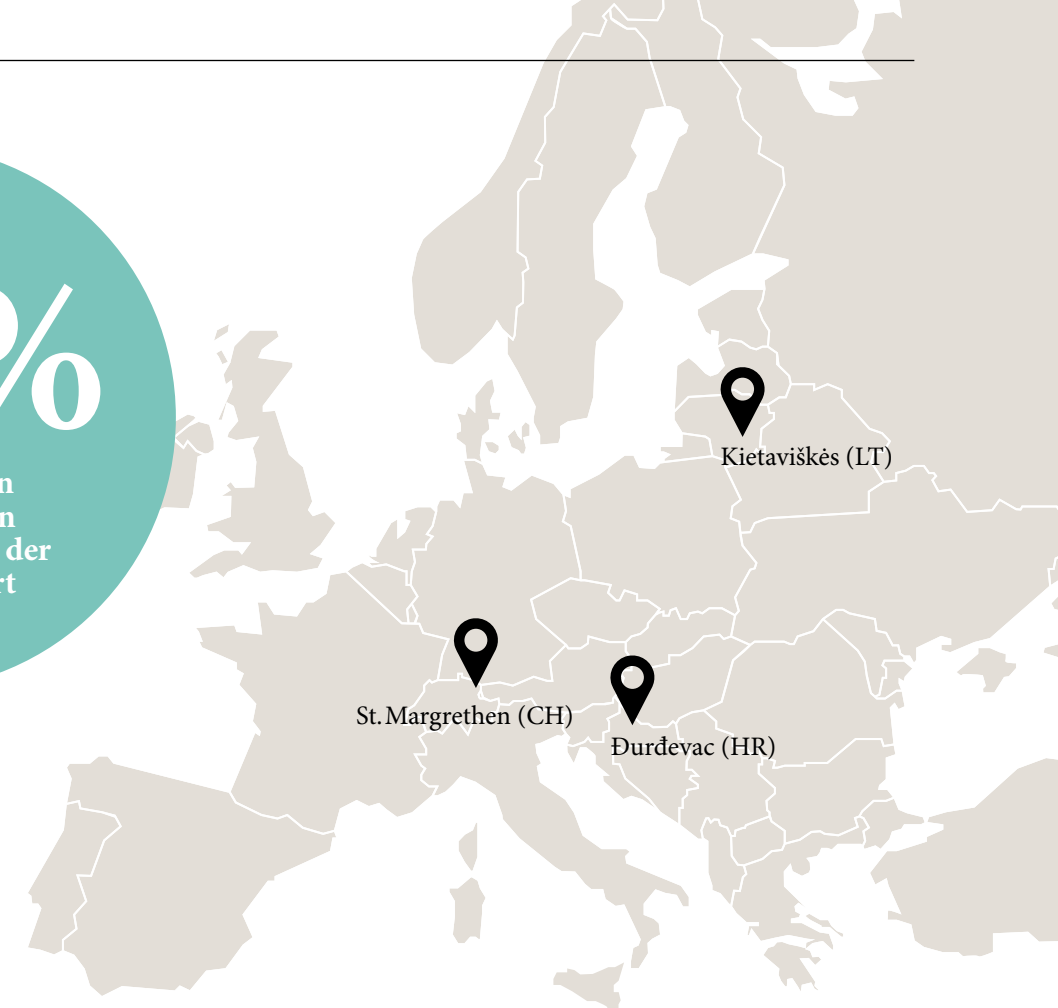 %
n
n
der
rt
Kietaviškės (LT)
St. Margrethen (CH)
Đurđevac (HR)